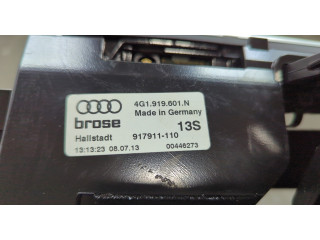 4G1.919.601.N
Made in Germany
brose
13S
Hallstadt
917911-110
13:13:23 08.07.13
00446273